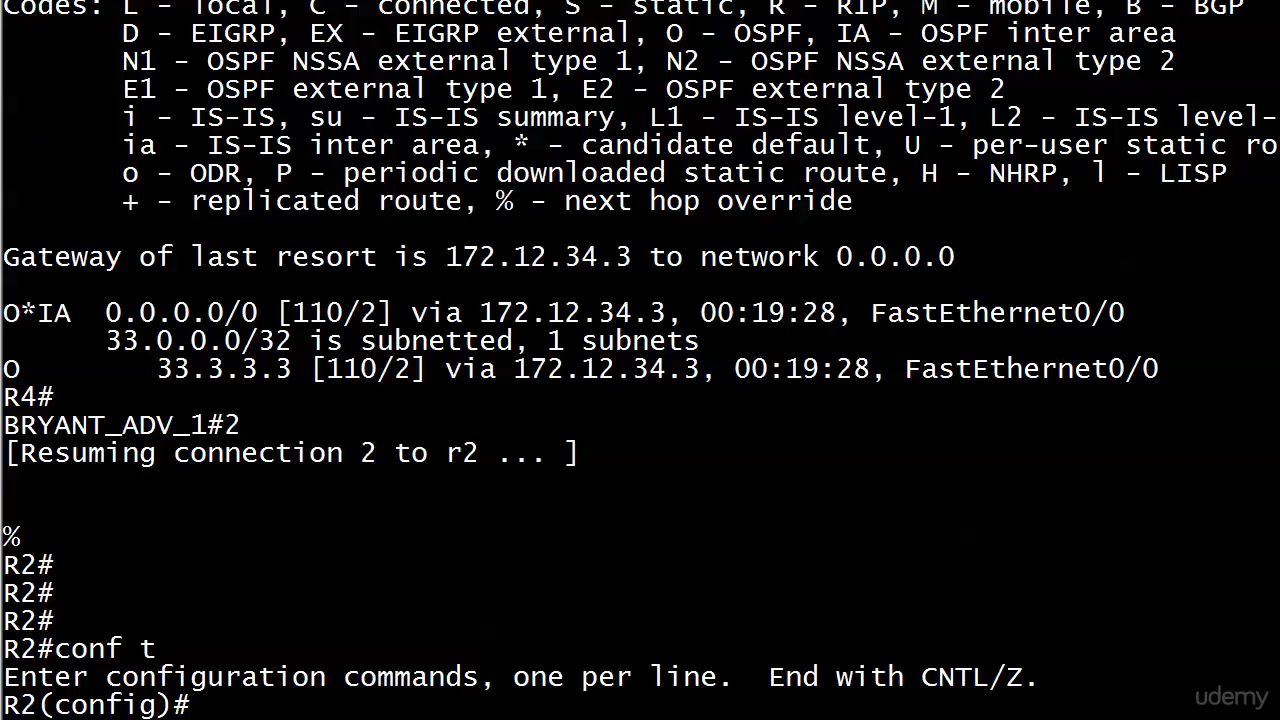 Codes: L - local, C - connected, S - static, R - RIP, M - mobile, B - BGP
D - EIGRP, EX - EIGRP external, O - OSPF, IA - OSPF inter area
N1 - OSPF NSSA external type 1, N2 - OSPF NSSA external type 2
E1 - OSPF external type 1, E2 - OSPF external type 2
i - IS-IS, su - IS-IS summary, L1 - IS-IS level-1, L2 - IS-IS level-
ia - IS-IS inter area, * - candidate default, U - per-user static ro
o - ODR, P - periodic downloaded static route, H - NHRP, l - LISP
+ - replicated route, % - next hop override
Gateway of last resort is 172.12.34.3 to network 0.0.0.0
O*IA 0.0.0.0/0 [110/2] via 172.12.34.3, 00:19:28, FastEthernet0/0
33.0.0.0/32 is subnetted, 1 subnets
O 33.3.3.3 [110/2] via 172.12.34.3, 00:19:28, FastEthernet0/0
R4#
BRYANT_ADV_1#2
[Resuming connection 2 to r2 ... ]
%
R2#
R2#
R2#
R2#conf t
Enter configuration commands, one per line. End with CNTL/Z.
R2(config)#
udemy